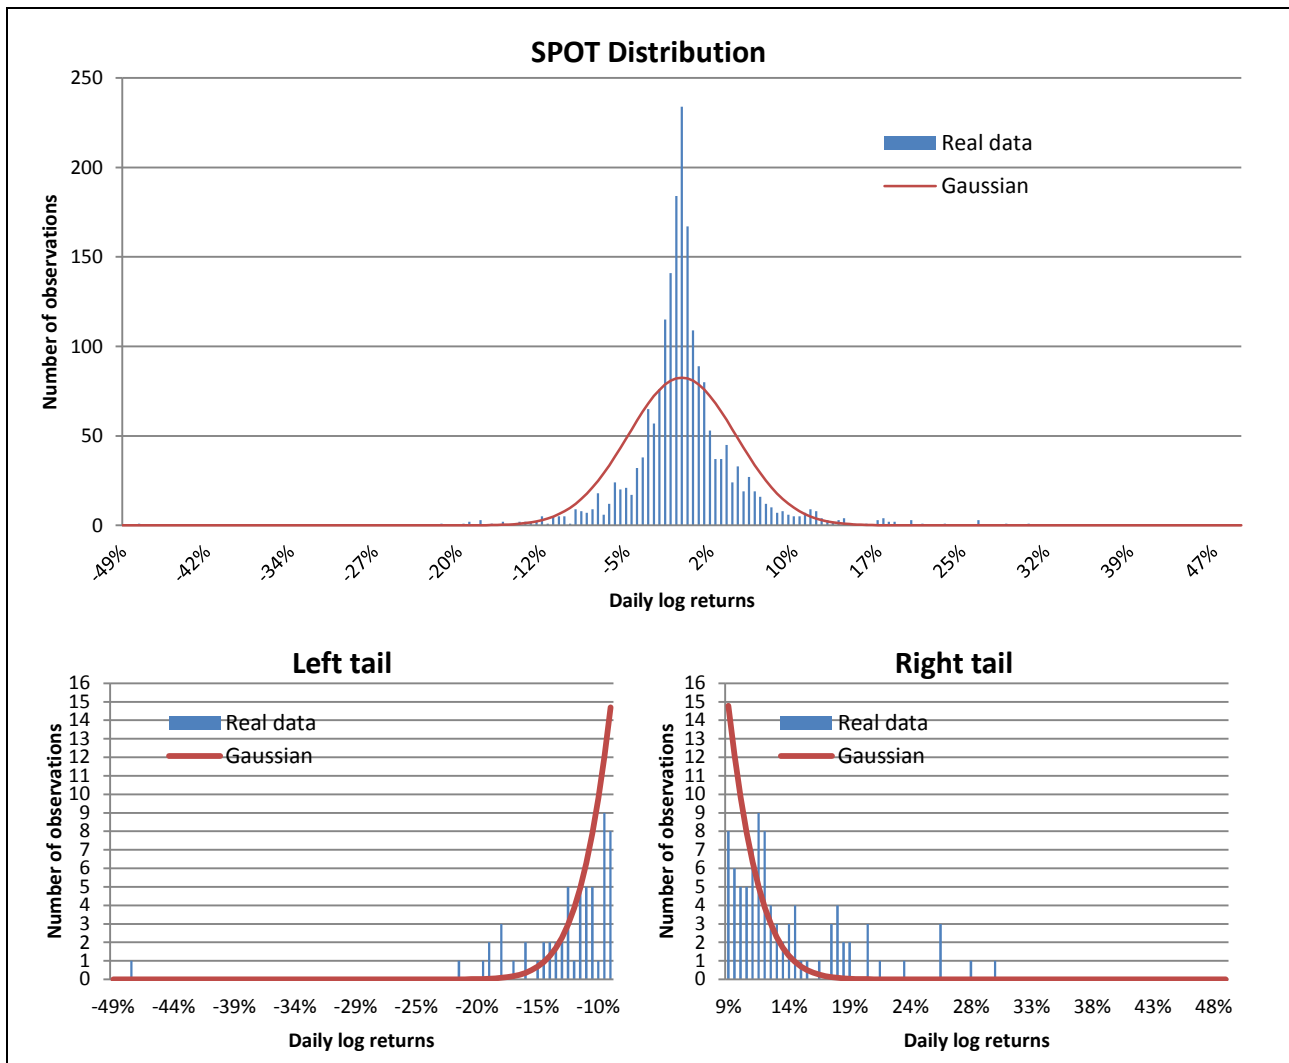 SPOT Distribution
250
200
150
100
50
0
Number of observations
Real data
Gaussian
-49% -42% -34% -27% -20% -12% -5% 2% 10% 17% 25% 32% 39% 47%
Daily log returns
Left tail
16
15
14
13
12
11
10
9
8
7
6
5
4
3
2
1
0
Number of observations
Real data
Gaussian
-49% -44% -39% -34% -29% -25% -20% -15% -10%
Daily log returns
Right tail
16
15
14
13
12
11
10
9
8
7
6
5
4
3
2
1
0
Number of observations
Real data
Gaussian
9% 14% 19% 24% 28% 33% 38% 43% 48%
Daily log returns